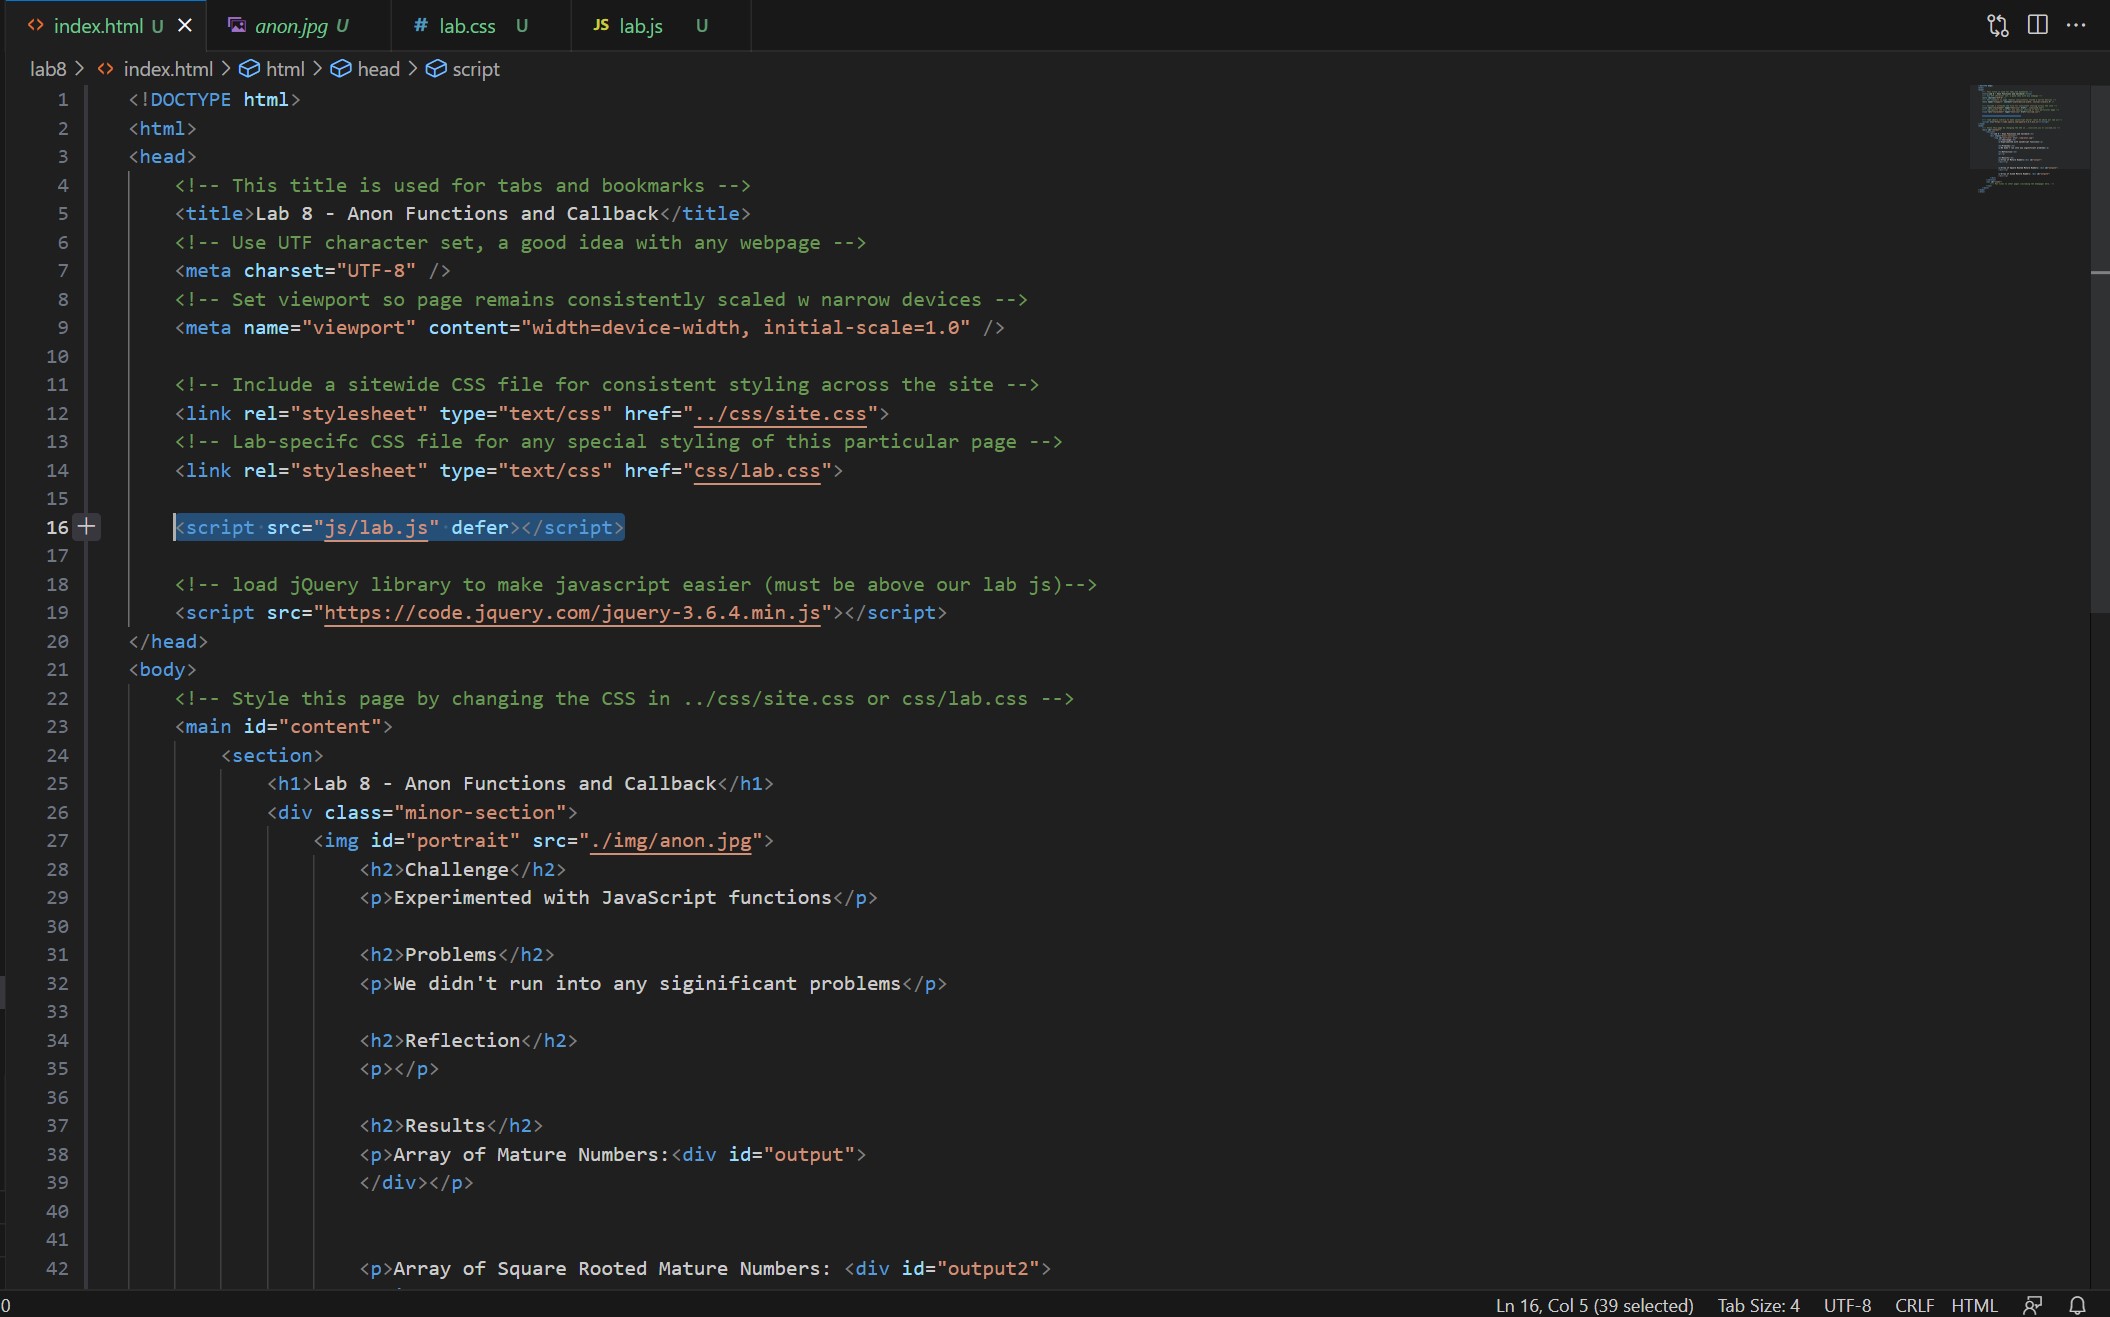 index.html U
anon.jpg U
# lab.css U
JS lab.js U
lab8 > index.html > html > head > script
1 <!DOCTYPE html>
2 <html>
3 <head>
4 <!-- This title is used for tabs and bookmarks -->
5 <title>Lab 8 - Anon Functions and Callback</title>
6 <!-- Use UTF character set, a good idea with any webpage -->
7 <meta charset="UTF-8" />
8 <!-- Set viewport so page remains consistently scaled w narrow devices -->
9 <meta name="viewport" content="width=device-width, initial-scale=1.0" />
10
11 <!-- Include a sitewide CSS file for consistent styling across the site -->
12 <link rel="stylesheet" type="text/css" href="../css/site.css">
13 <!-- Lab-specifc CSS file for any special styling of this particular page -->
14 <link rel="stylesheet" type="text/css" href="css/lab.css">
15
16 <script src="js/lab.js" defer></script>
17
18 <!-- load jQuery library to make javascript easier (must be above our lab js)-->
19 <script src="https://code.jquery.com/jquery-3.6.4.min.js"></script>
20 </head>
21 <body>
22 <!-- Style this page by changing the CSS in ../css/site.css or css/lab.css -->
23 <main id="content">
24 <section>
25 <h1>Lab 8 - Anon Functions and Callback</h1>
26 <div class="minor-section">
27 <img id="portrait" src="./img/anon.jpg">
28 <h2>Challenge</h2>
29 <p>Experimented with JavaScript functions</p>
30
31 <h2>Problems</h2>
32 <p>We didn't run into any siginificant problems</p>
33
34 <h2>Reflection</h2>
35 <p></p>
36
37 <h2>Results</h2>
38 <p>Array of Mature Numbers:<div id="output">
39 </div></p>
40
41
42 <p>Array of Square Rooted Mature Numbers: <div id="output2">
0
Ln 16, Col 5 (39 selected) Tab Size: 4 UTF-8 CRLF HTML